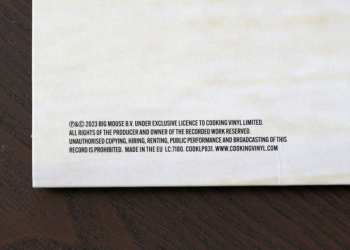 ℗&© 2023 BIG MOUSE B.V. UNDER EXCLUSIVE LICENCE TO COOKING VINYL LIMITED.
ALL RIGHTS OF THE PRODUCER AND OWNER OF THE RECORDED WORK RESERVED.
UNAUTHORISED COPYING, HIRING, RENTING, PUBLIC PERFORMANCE AND BROADCASTING OF THIS
RECORD IS PROHIBITED. MADE IN THE EU LC:7180. COOKLP831. WWW.COOKINGVINYL.COM